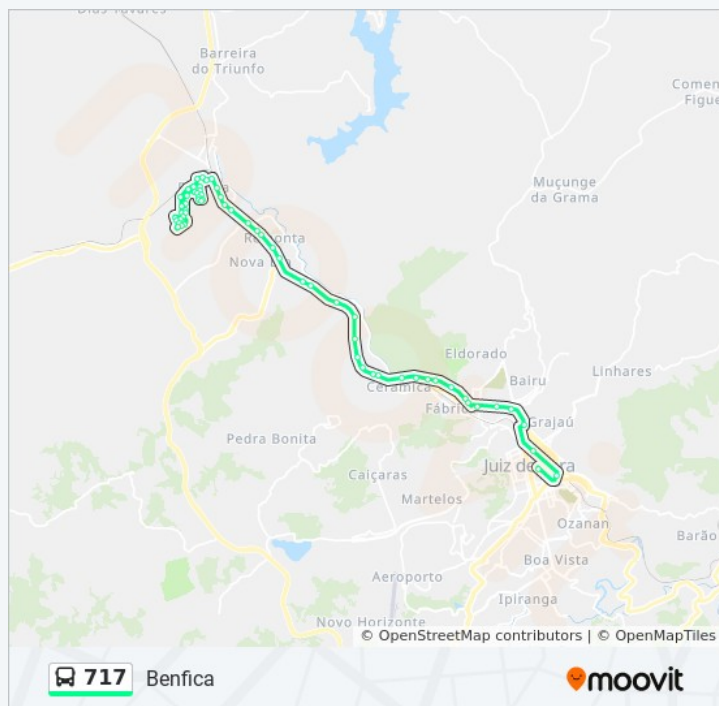 Dias Tavares
Barreira
do Triunfo
Comen
Figue
Muçunge
da Grama
Nova Era
Eldorado
Linhares
Bairu
Cerâmica
Fábric
Grajaú
Pedra Bonita
Juiz de Fora
Caiçaras
Martelos
Ozanan
Barão
Boa Vista
Aeroporto
Ipiranga
Novo Horizonte
© OpenStreetMap contributors | © OpenMapTiles
717 Benfica
moovit